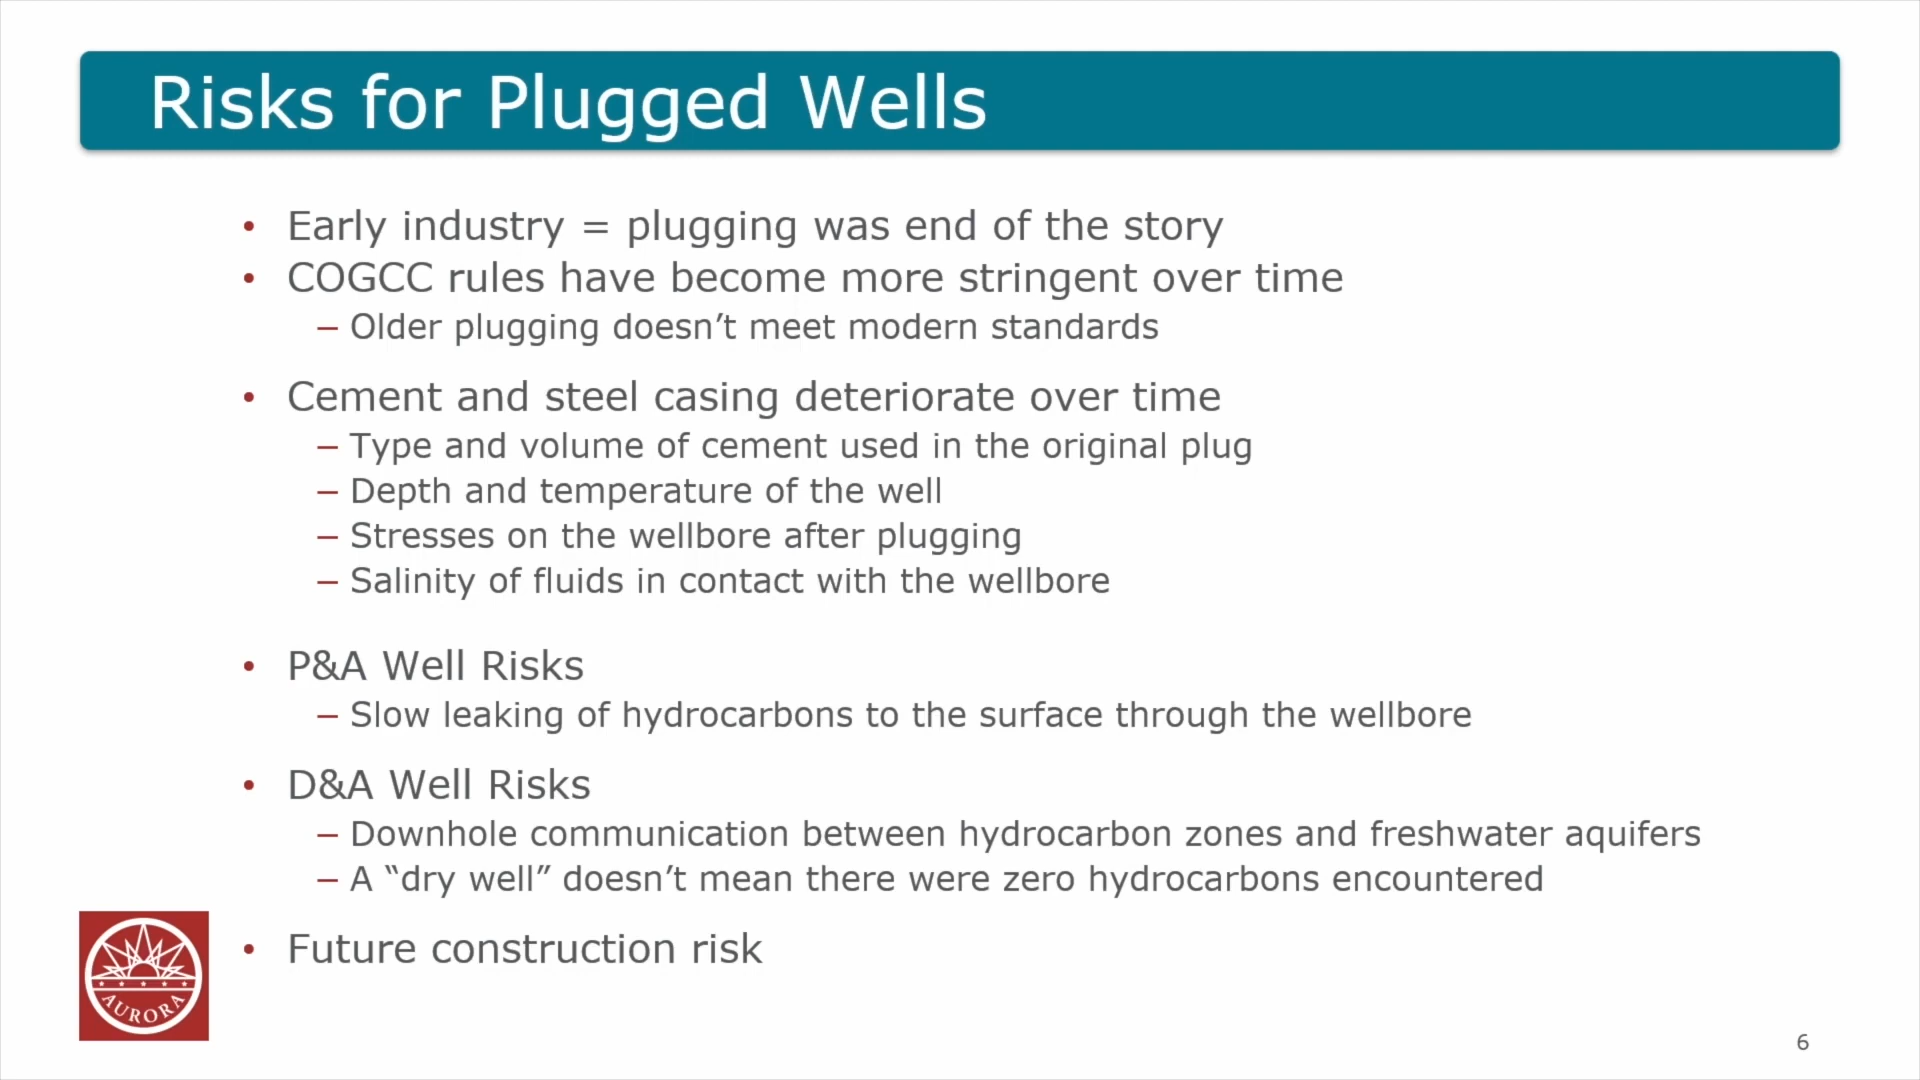 Risks for Plugged Wells
• Early industry = plugging was end of the story
• COGCC rules have become more stringent over time
– Older plugging doesn’t meet modern standards
• Cement and steel casing deteriorate over time
– Type and volume of cement used in the original plug
– Depth and temperature of the well
– Stresses on the wellbore after plugging
– Salinity of fluids in contact with the wellbore
• P&A Well Risks
– Slow leaking of hydrocarbons to the surface through the wellbore
• D&A Well Risks
– Downhole communication between hydrocarbon zones and freshwater aquifers
– A “dry well” doesn’t mean there were zero hydrocarbons encountered
• Future construction risk
AURORA
6